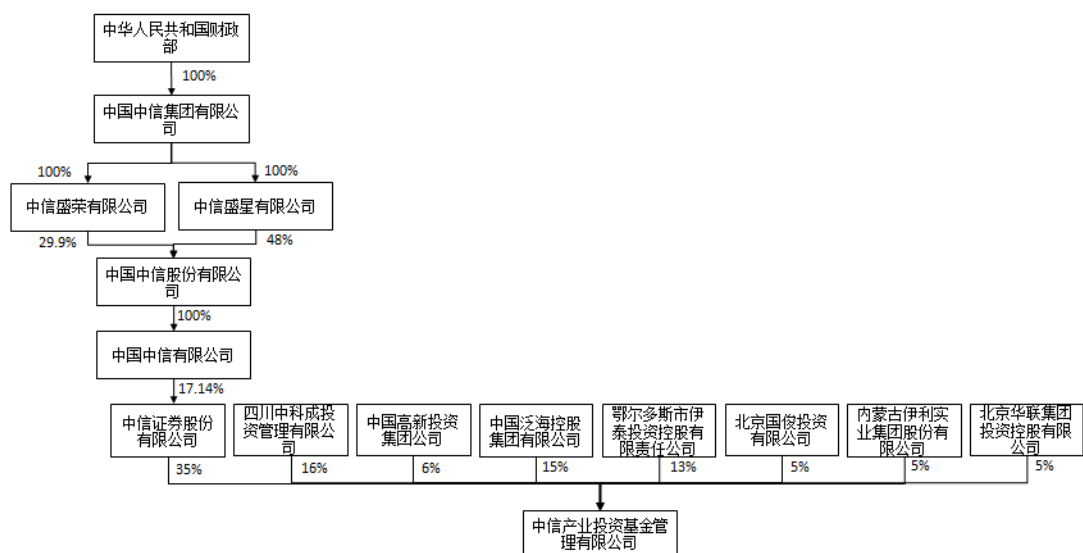 中华人民共和国财政
部
100%
中国中信集团有限公
司
100%
100%
中信盛荣有限公司
中信盛星有限公司
29.9%
48%
中国中信股份有限公
司
100%
中国中信有限公司
17.14%
中信证券股份
有限公司
四川中科成投
资管理有限公
司
中国高新投资
集团公司
中国泛海控股
集团有限公司
鄂尔多斯市伊
泰投资控股有
限责任公司
北京国俊投资
有限公司
内蒙古伊利实
业集团股份有
限公司
北京华联集团
投资控股有限
公司
35%
16%
6%
15%
13%
5%
5%
5%
中信产业投资基金管
理有限公司